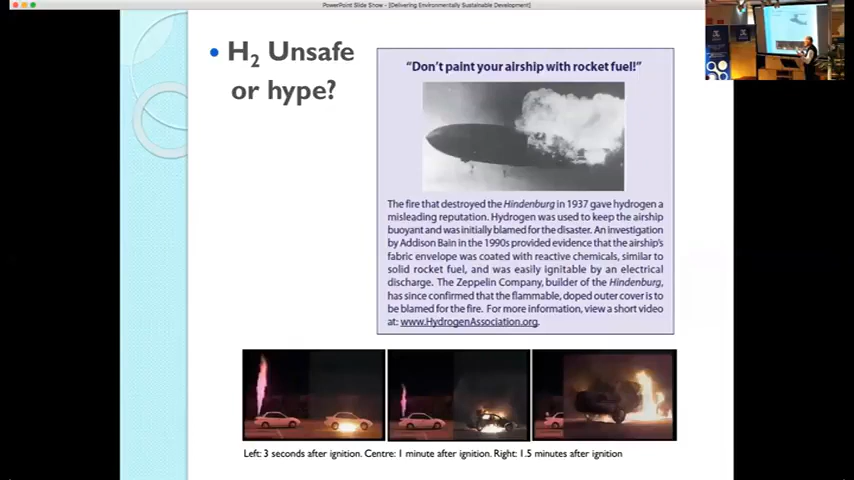 PowerPoint Slide Show - [Delivering Environmentally Sustainable Development]
• H₂ Unsafe
or hype?
“Don’t paint your airship with rocket fuel!”
The fire that destroyed the Hindenburg in 1937 gave hydrogen a
misleading reputation. Hydrogen was used to keep the airship
buoyant and was initially blamed for the disaster. An investigation
by Addison Bain in the 1990s provided evidence that the airship’s
fabric envelope was coated with reactive chemicals, similar to
solid rocket fuel, and was easily ignitable by an electrical
discharge. The Zeppelin Company, builder of the Hindenburg,
has since confirmed that the flammable, doped outer cover is to
be blamed for the fire. For more information, view a short video
at: www.HydrogenAssociation.org.
Left: 3 seconds after ignition. Centre: 1 minute after ignition. Right: 1.5 minutes after ignition